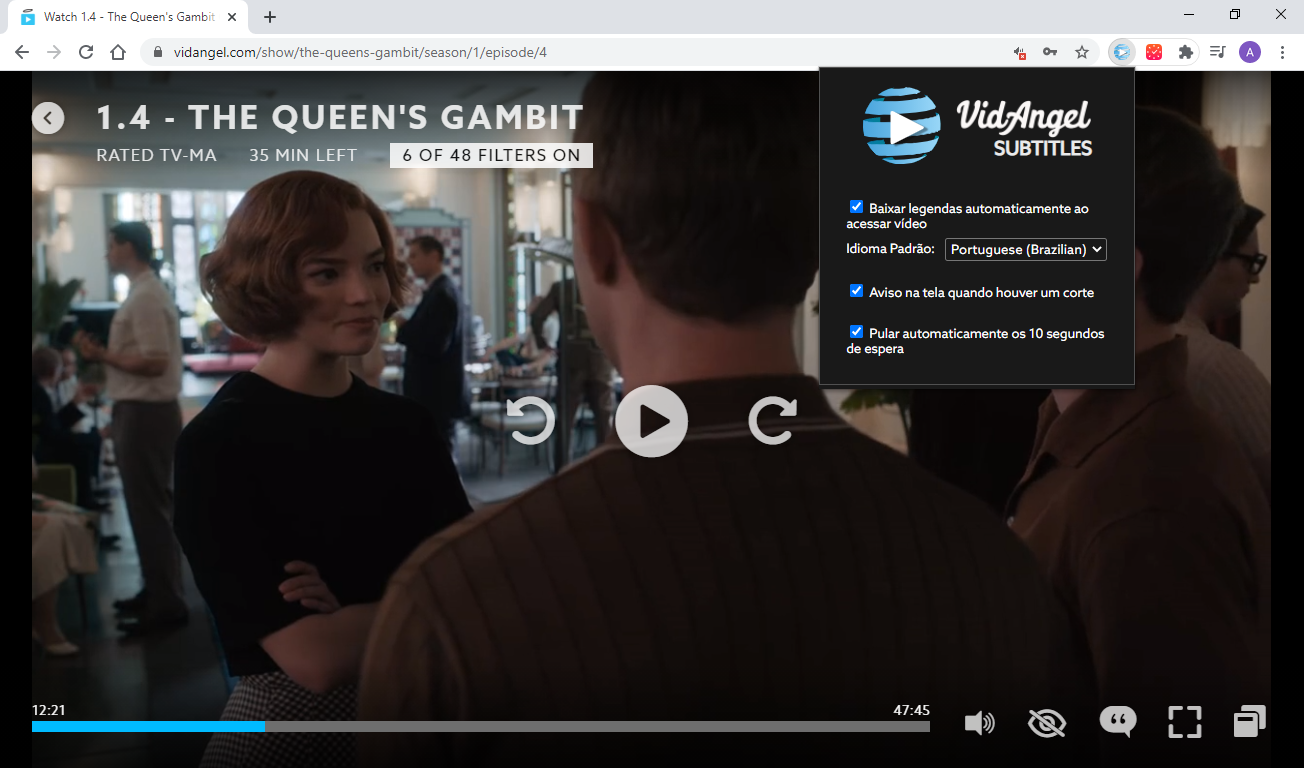 Watch 1.4 - The Queen's Gambit
vidangel.com/show/the-queens-gambit/season/1/episode/4
A
1.4 - THE QUEEN'S GAMBIT
RATED TV-MA 35 MIN LEFT 6 OF 48 FILTERS ON
VidAngel
SUBTITLES
Baixar legendas automaticamente ao
acessar vídeo
Idioma Padrão: Portuguese (Brazilian)
Aviso na tela quando houver um corte
Pular automaticamente os 10 segundos
de espera
12:21 47:45